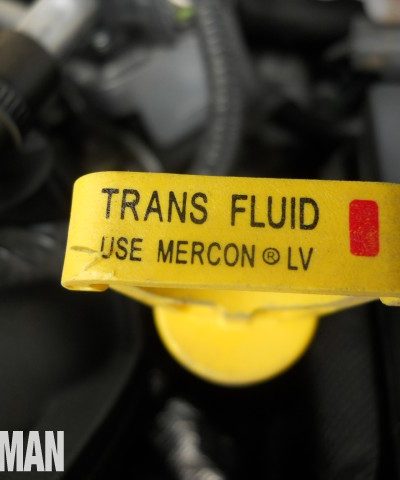 TRANS FLUID
USE MERCON® LV
MAN